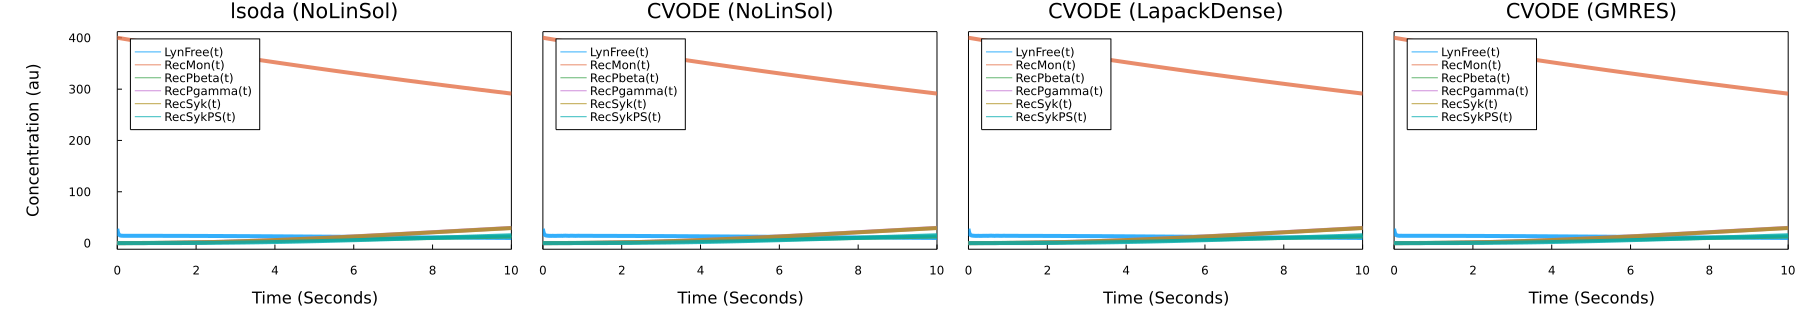 lsoda (NoLinSol)
CVODE (NoLinSol)
CVODE (LapackDense)
CVODE (GMRES)
Concentration (au)
400
300
200
100
0
LynFree(t)
RecMon(t)
RecPbeta(t)
RecPgamma(t)
RecSyk(t)
RecSykPS(t)
LynFree(t)
RecMon(t)
RecPbeta(t)
RecPgamma(t)
RecSyk(t)
RecSykPS(t)
LynFree(t)
RecMon(t)
RecPbeta(t)
RecPgamma(t)
RecSyk(t)
RecSykPS(t)
LynFree(t)
RecMon(t)
RecPbeta(t)
RecPgamma(t)
RecSyk(t)
RecSykPS(t)
0 2 4 6 8 10
0 2 4 6 8 10
0 2 4 6 8 10
0 2 4 6 8 10
Time (Seconds)
Time (Seconds)
Time (Seconds)
Time (Seconds)